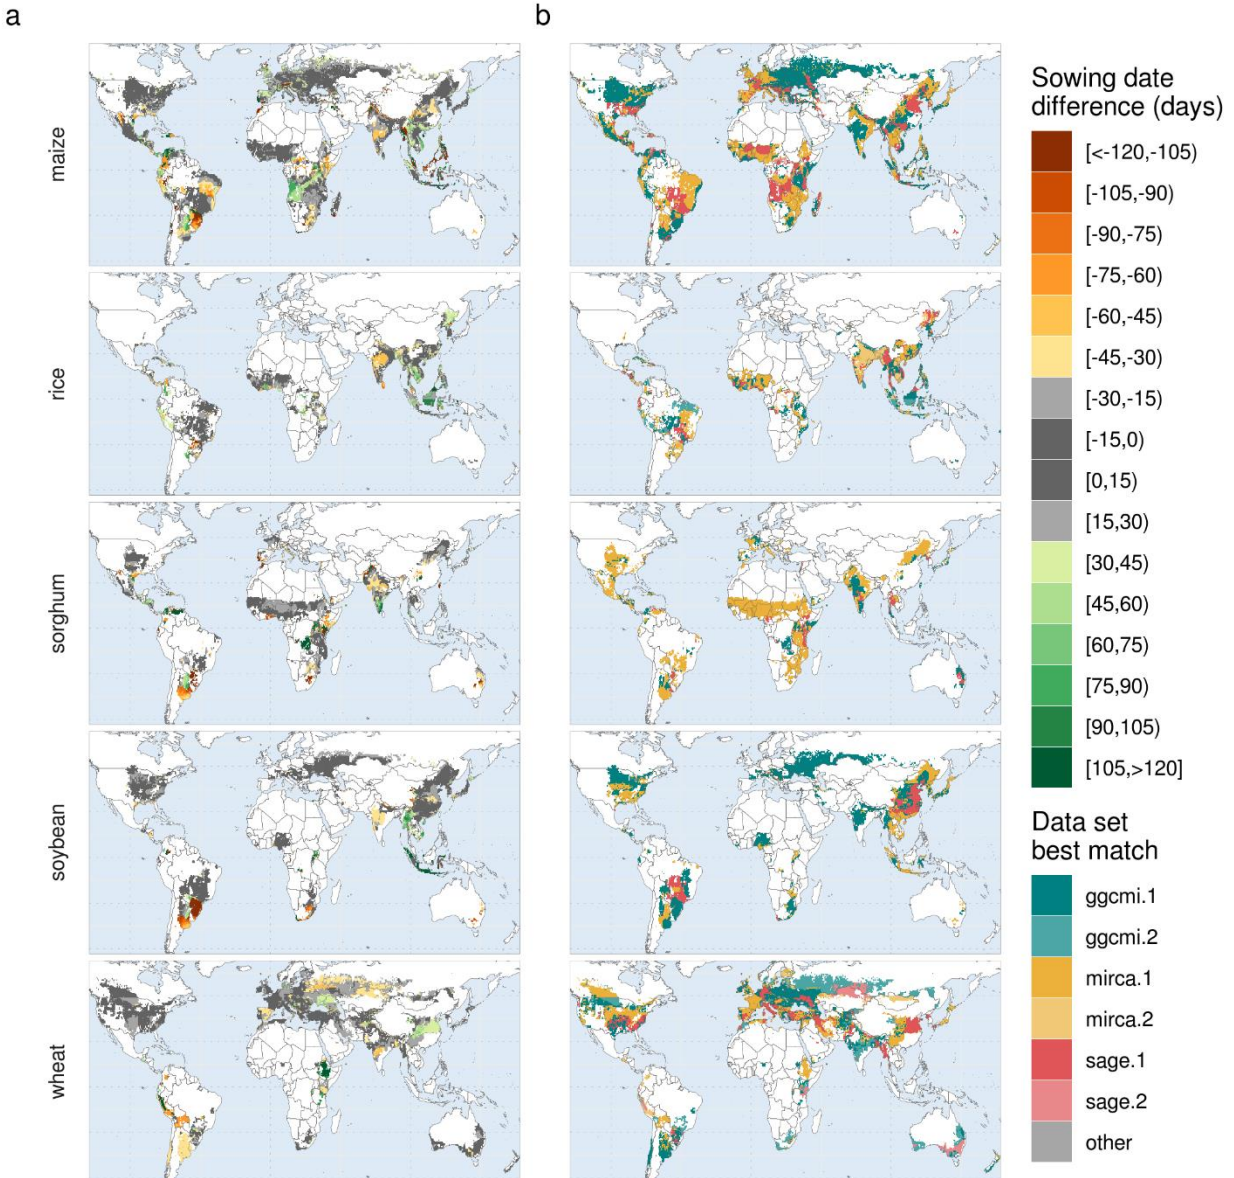 a
b
maize
rice
sorghum
soybean
wheat
Sowing date
difference (days)
[<-120,-105)
[-105,-90)
[-90,-75)
[-75,-60)
[-60,-45)
[-45,-30)
[-30,-15)
[-15,0)
[0,15)
[15,30)
[30,45)
[45,60)
[60,75)
[75,90)
[90,105)
[105,>120]
Data set
best match
ggcmi.1
ggcmi.2
mirca.1
mirca.2
sage.1
sage.2
other